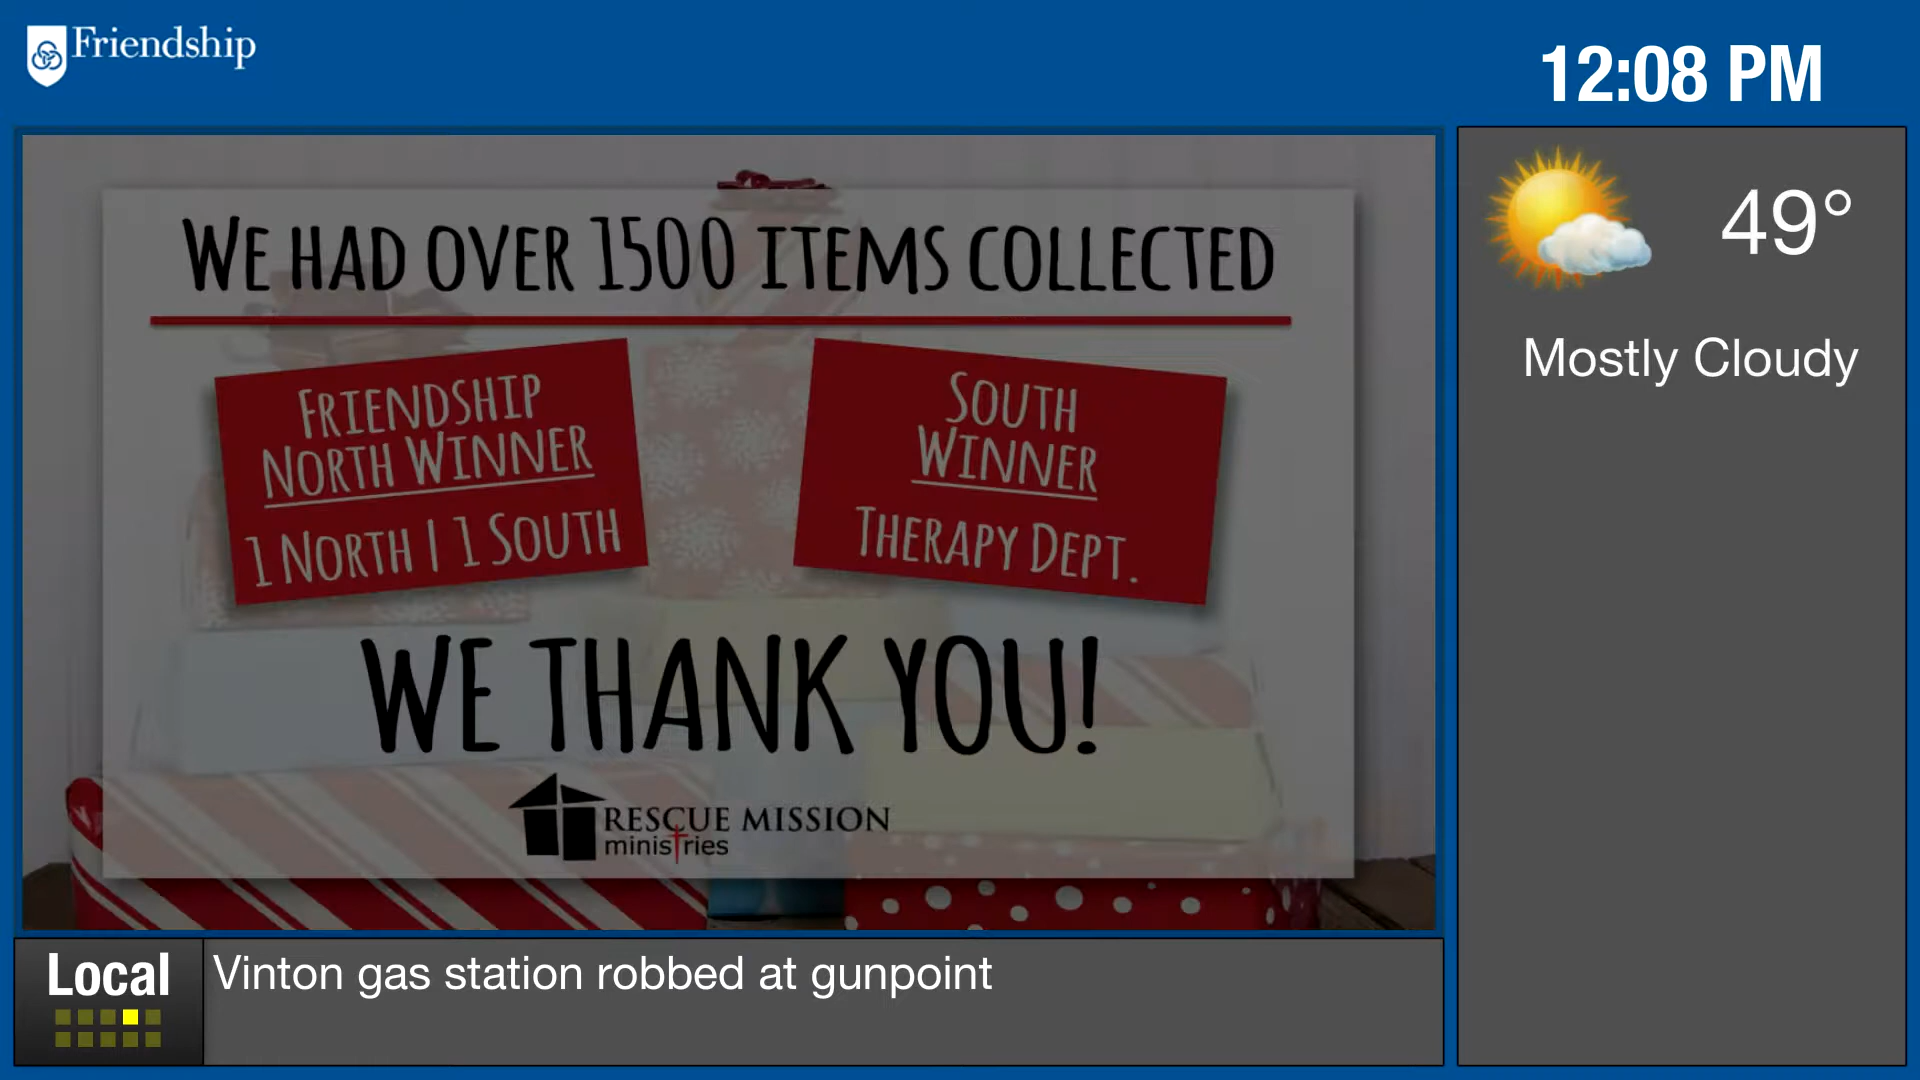 Friendship
12:08 PM
WE HAD OVER 1500 ITEMS COLLECTED
FRIENDSHIP
NORTH WINNER
1 NORTH | 1 SOUTH
SOUTH
WINNER
THERAPY DEPT.
WE THANK YOU!
RESCUE MISSION
ministries
49°
Mostly Cloudy
Local
Vinton gas station robbed at gunpoint